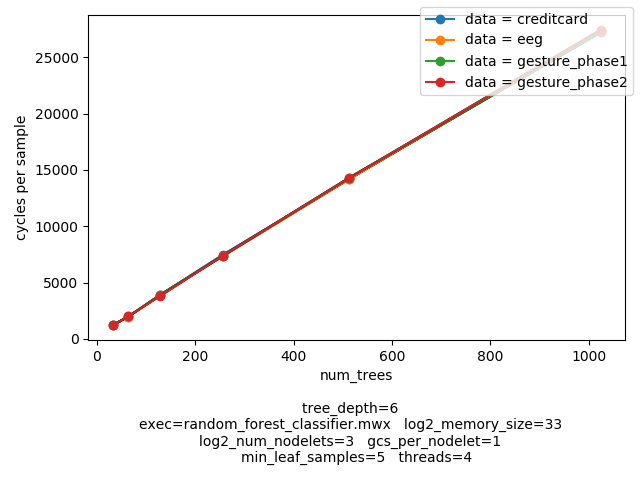 data = creditcard
data = eeg
data = gesture_phase1
data = gesture_phase2
cycles per sample
25000
20000
15000
10000
5000
0
0 200 400 600 800 1000
num_trees
tree_depth=6
exec=random_forest_classifier.mwx log2_memory_size=33
log2_num_nodelets=3 gcs_per_nodelet=1
min_leaf_samples=5 threads=4